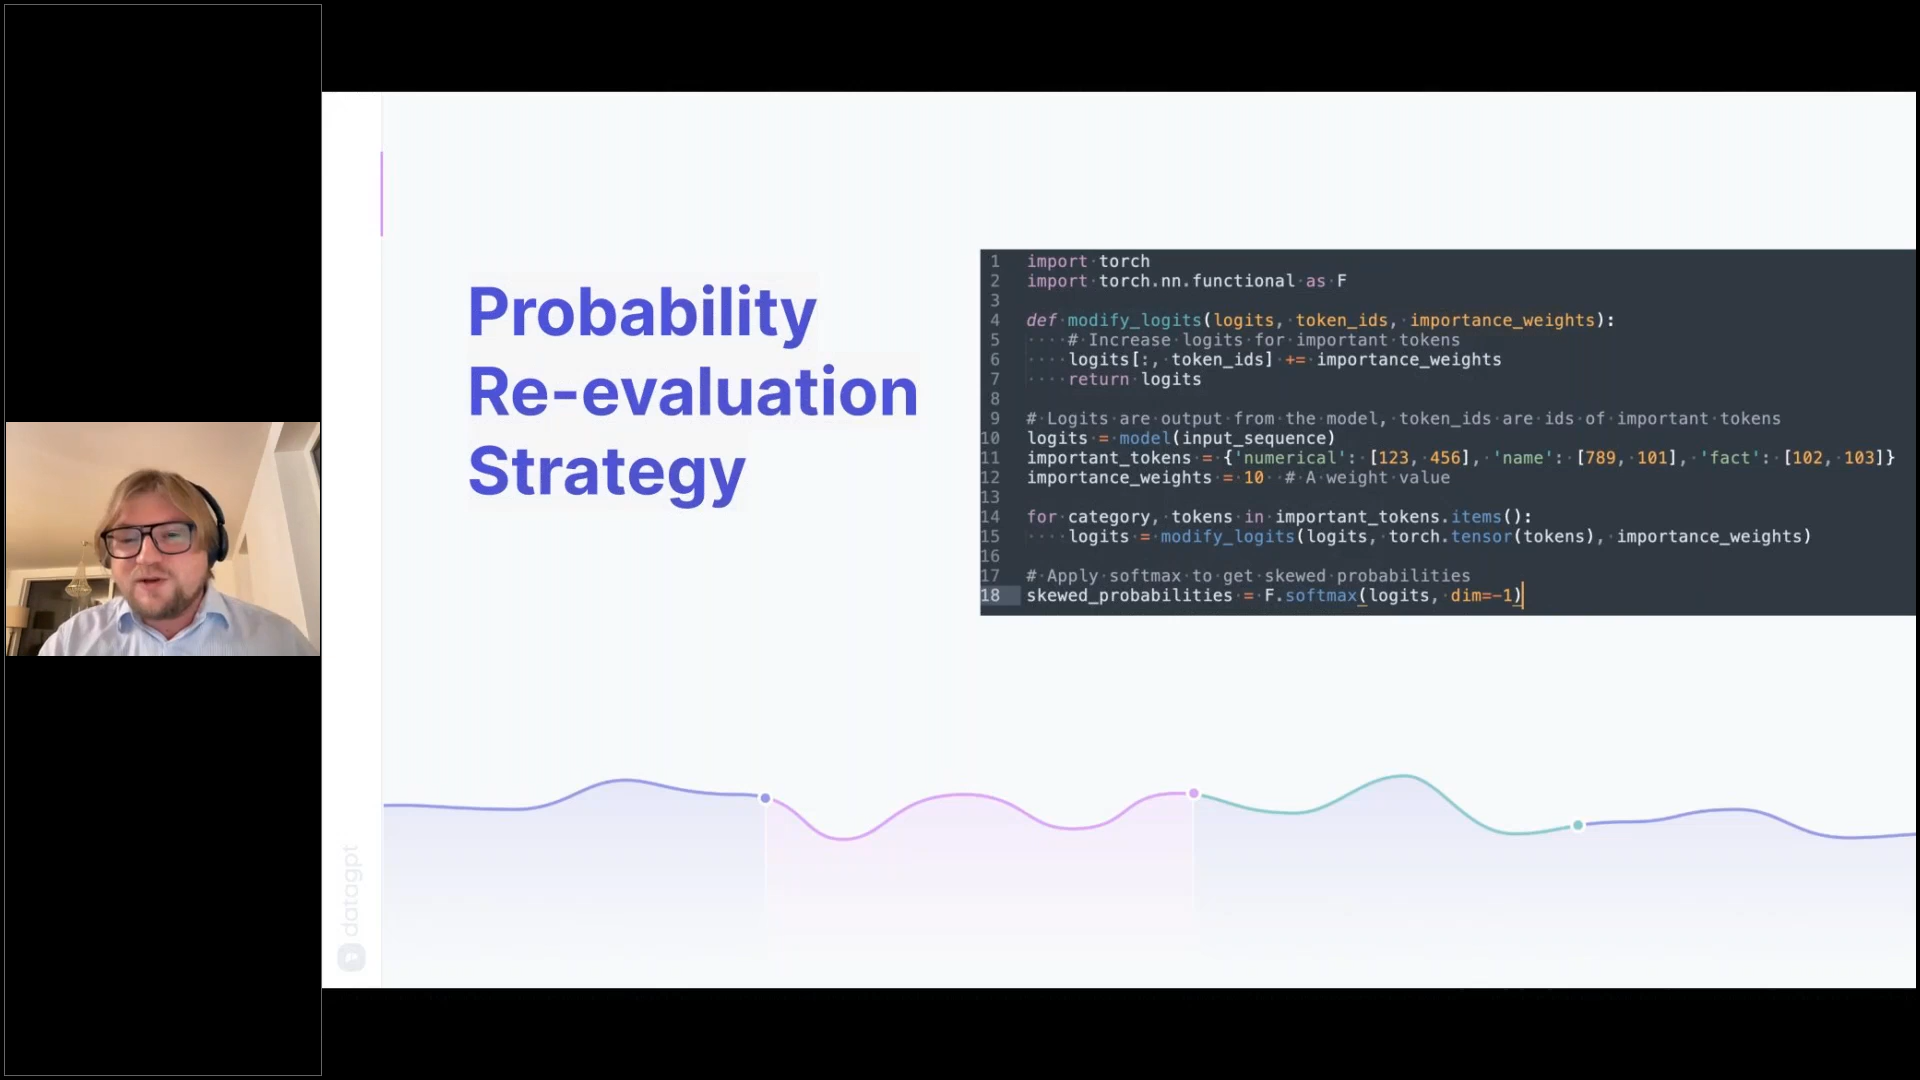 Probability
Re-evaluation
Strategy
1 import torch
2 import torch.nn.functional as F
3
4 def modify_logits(logits, token_ids, importance_weights):
5     # Increase logits for important tokens
6     logits[:, token_ids] += importance_weights
7     return logits
8
9 # Logits are output from the model, token_ids are ids of important tokens
10 logits = model(input_sequence)
11 important_tokens = {'numerical': [123, 456], 'name': [789, 101], 'fact': [102, 103]}
12 importance_weights = 10  # A weight value
13
14 for category, tokens in important_tokens.items():
15     logits = modify_logits(logits, torch.tensor(tokens), importance_weights)
16
17 # Apply softmax to get skewed probabilities
18 skewed_probabilities = F.softmax(logits, dim=-1)
datagpt